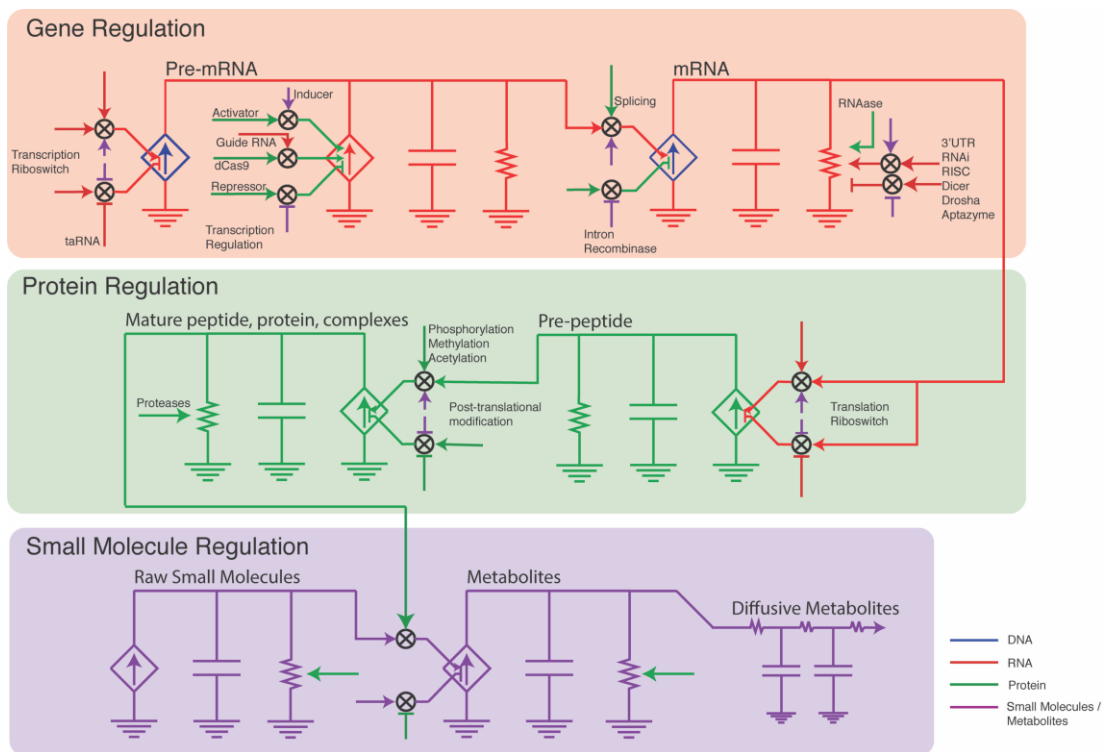 Gene Regulation
Pre-mRNA
mRNA
Inducer
Activator
Guide RNA
dCas9
Repressor
Transcription
Regulation
Transcription
Riboswitch
taRNA
Splicing
Intron
Recombinase
RNAase
3'UTR
RNAi
RISC
Dicer
Drosha
Aptazyme
Protein Regulation
Mature peptide, protein, complexes
Phosphorylation
Methylation
Acetylation
Pre-peptide
Proteases
Post-translational
modification
Translation
Riboswitch
Small Molecule Regulation
Raw Small Molecules
Metabolites
Diffusive Metabolites
DNA
RNA
Protein
Small Molecules /
Metabolites